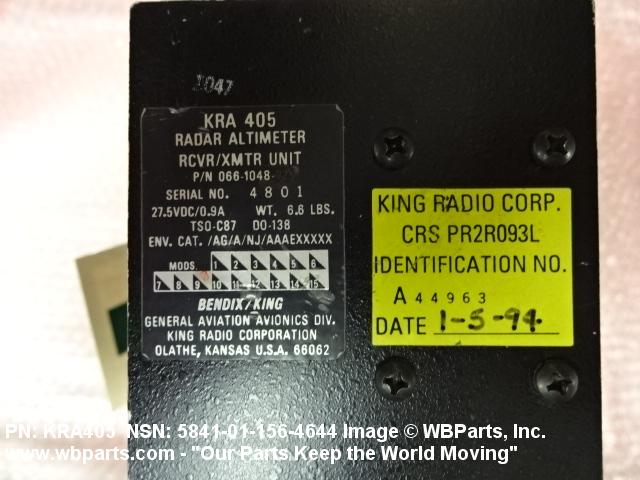 1047
KRA 405
RADAR ALTIMETER
RCVR/XMTR UNIT
P/N 066-1048-
SERIAL NO. 4801
27.5VDC/0.9A WT. 6.6 LBS.
TSO-C87 DO-138
ENV. CAT. /AG/A/NJ/AAAEXXXXX
MODS 1 2 3 4 5 6
7 8 9 10 11 12 13 14 15
BENDIX/KING
GENERAL AVIATION AVIONICS DIV.
KING RADIO CORPORATION
OLATHE, KANSAS U.S.A. 66062
KING RADIO CORP.
CRS PR2R093L
IDENTIFICATION NO.
A44963
DATE 1-5-94
PN: KRA405 NSN: 5841-01-156-4644 Image © WBParts, Inc.
www.wbparts.com - "Our Parts Keep the World Moving"